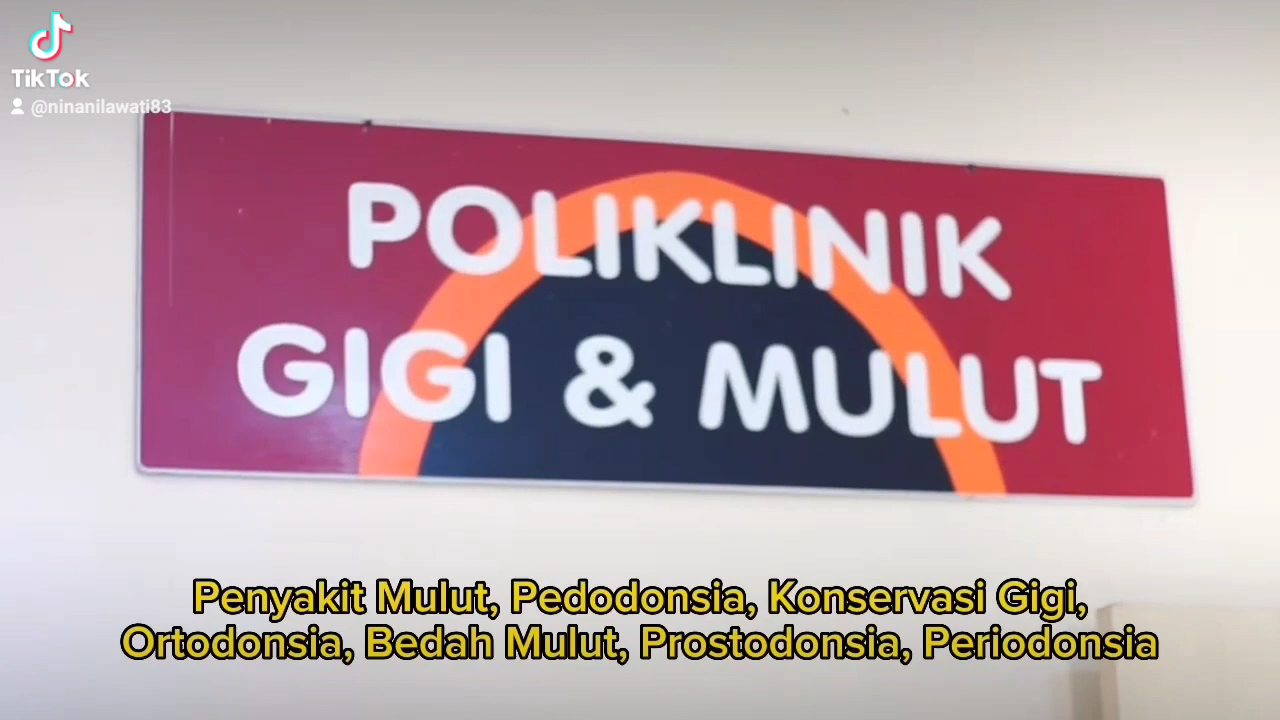 TikTok
@ninanilawati83
POLIKLINIK
GIGI & MULUT
Penyakit Mulut, Pedodonsia, Konservasi Gigi,
Ortodonsia, Bedah Mulut, Prostodonsia, Periodonsia